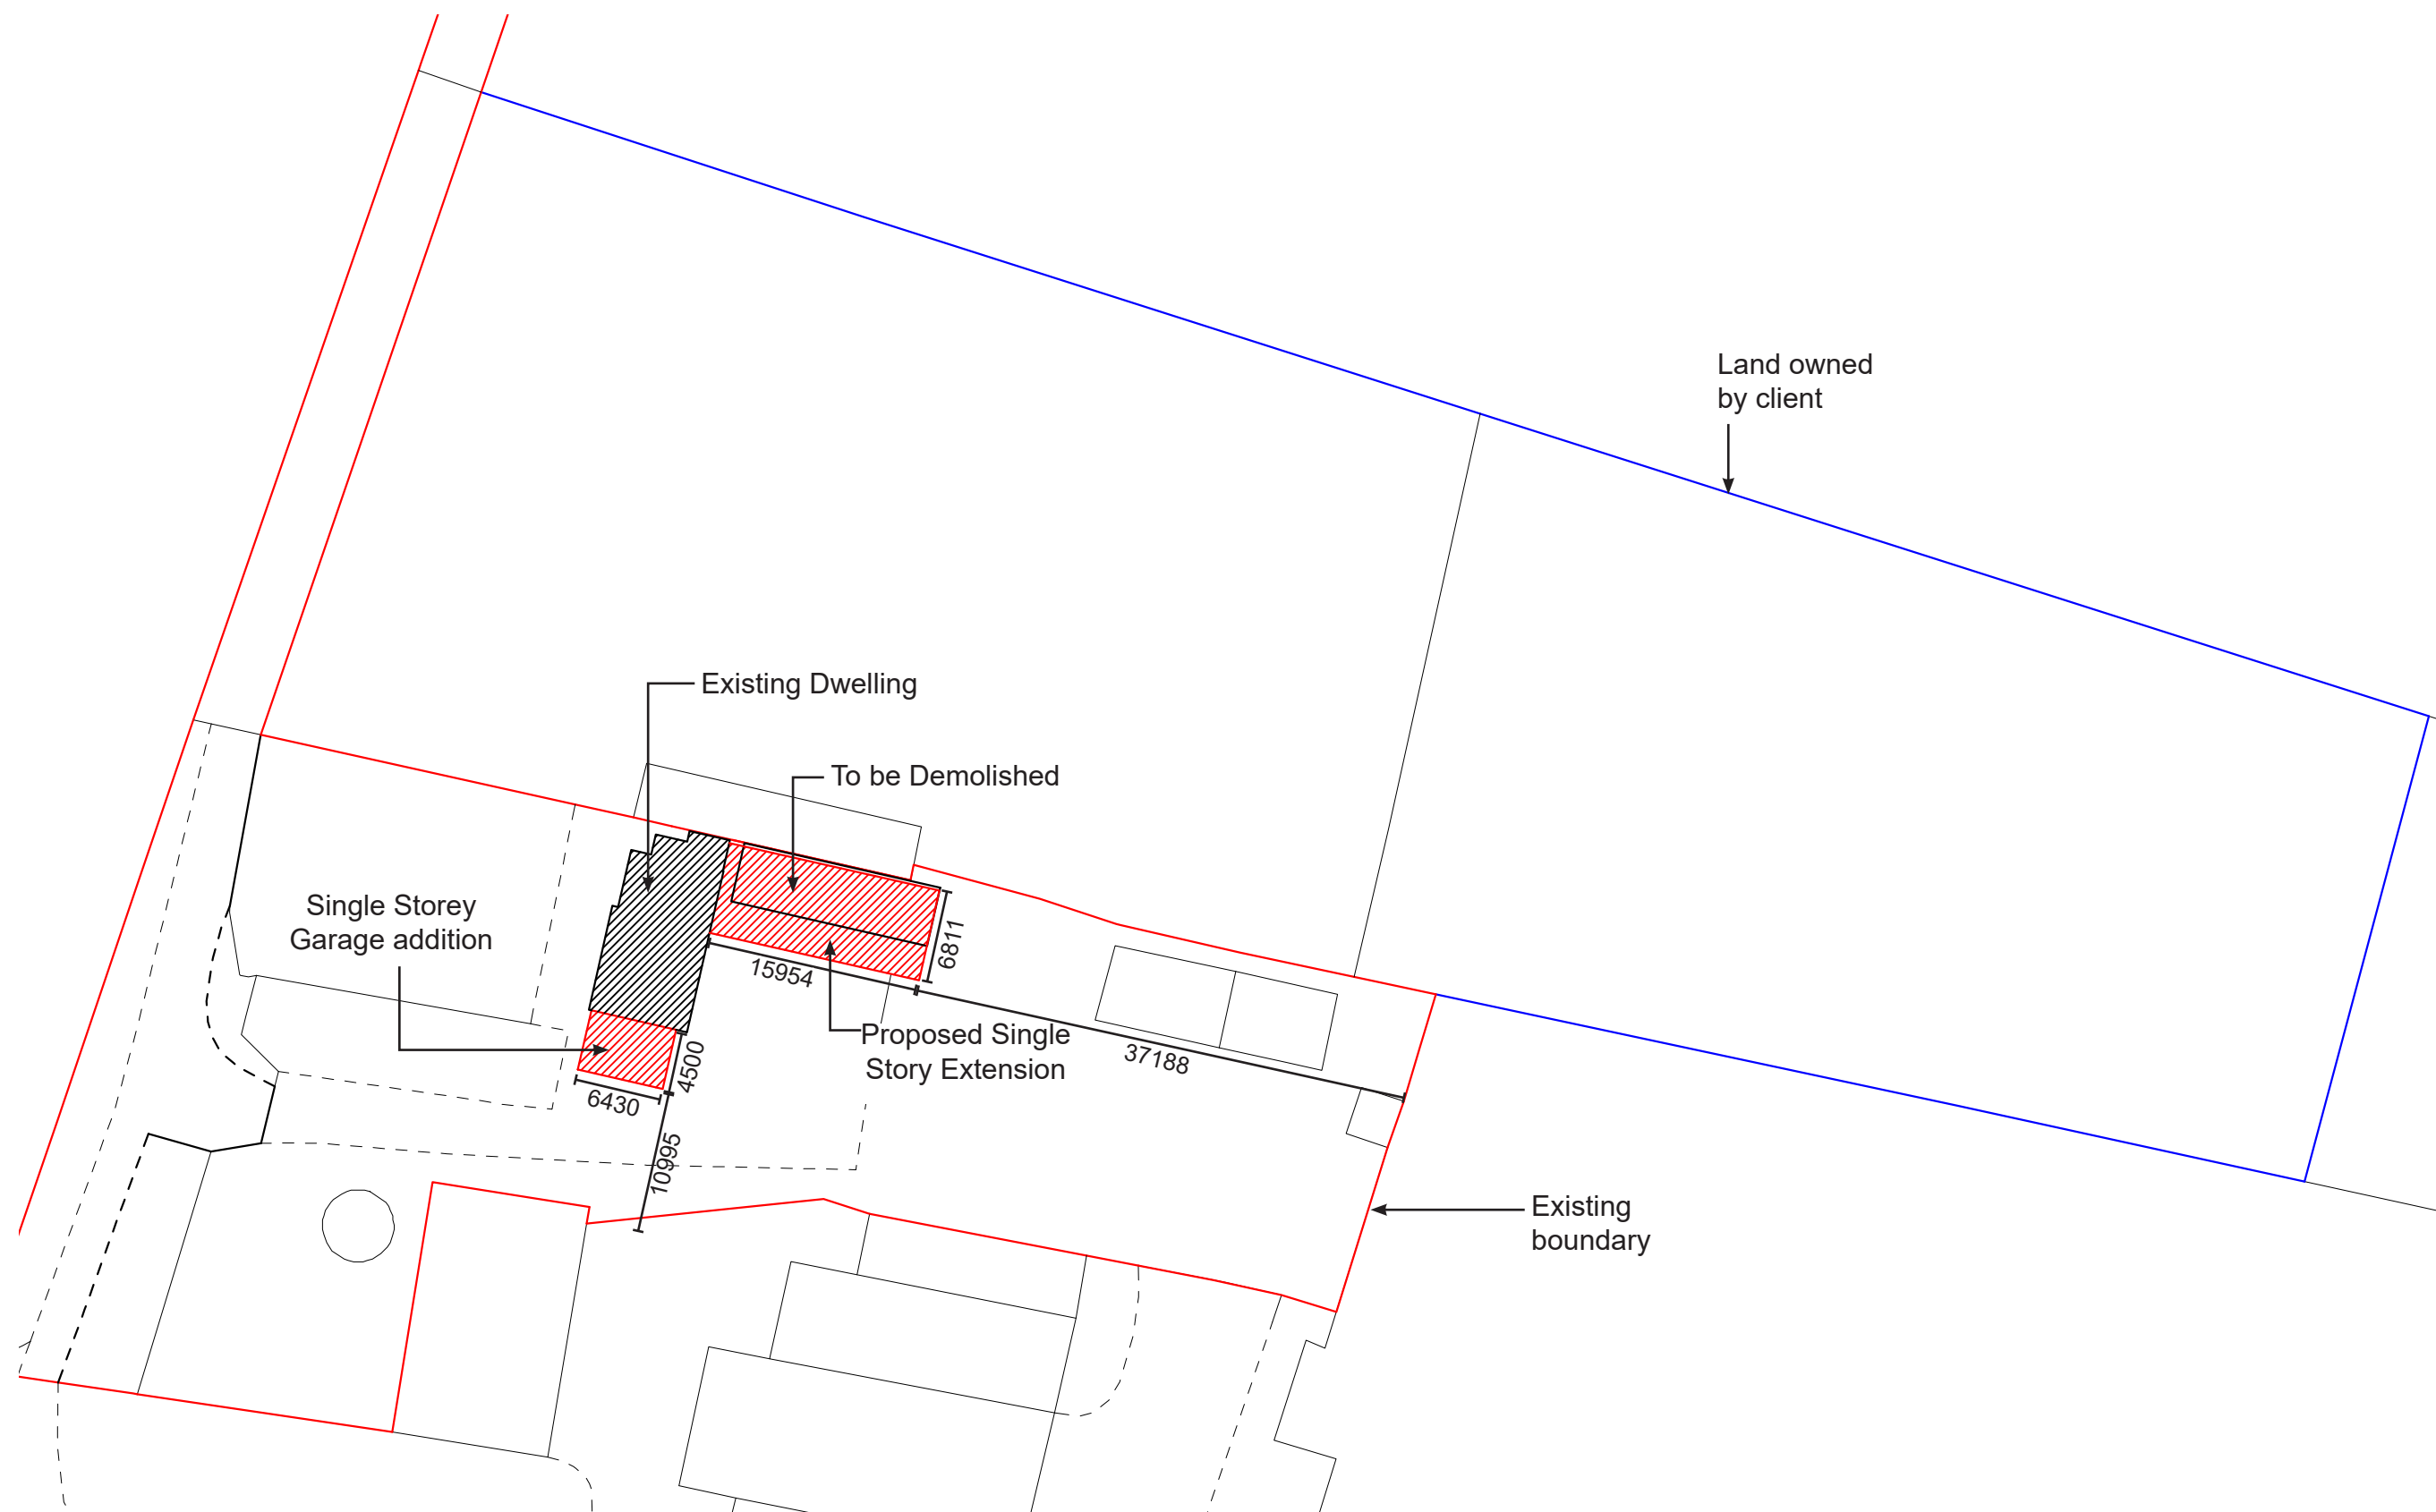 Land owned
by client
Existing Dwelling
To be Demolished
Single Storey
Garage addition
6811
15954
Proposed Single
Story Extension
37188
4500
6430
10995
Existing
boundary